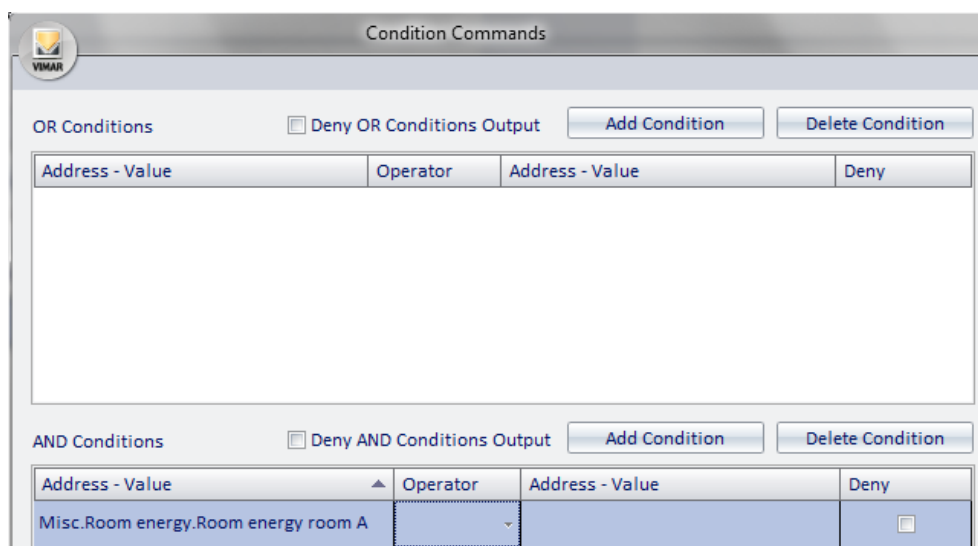 Condition Commands
VIMAR
OR Conditions Deny OR Conditions Output Add Condition Delete Condition
Address - Value Operator Address - Value Deny
AND Conditions Deny AND Conditions Output Add Condition Delete Condition
Address - Value Operator Address - Value Deny
Misc.Room energy.Room energy room A